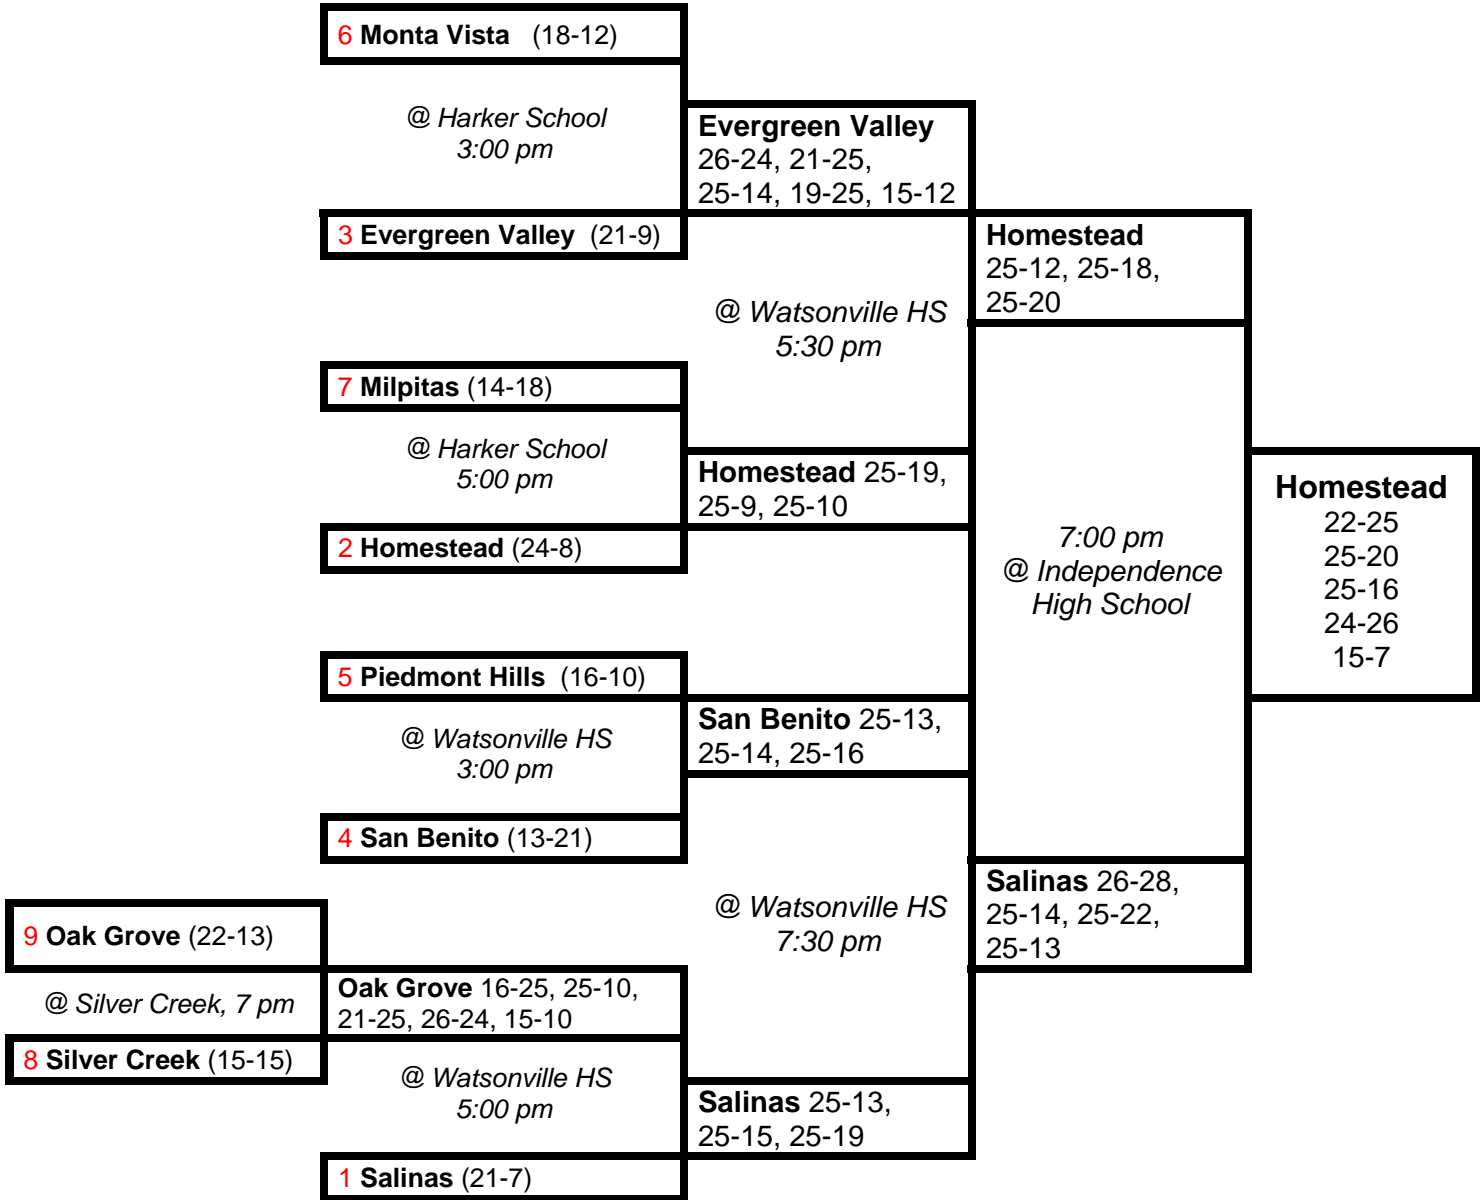 6 Monta Vista (18-12)
@ Harker School
3:00 pm
3 Evergreen Valley (21-9)
7 Milpitas (14-18)
@ Harker School
5:00 pm
2 Homestead (24-8)
5 Piedmont Hills (16-10)
@ Watsonville HS
3:00 pm
4 San Benito (13-21)
9 Oak Grove (22-13)
@ Silver Creek, 7 pm
8 Silver Creek (15-15)
Oak Grove 16-25, 25-10,
21-25, 26-24, 15-10
@ Watsonville HS
5:00 pm
1 Salinas (21-7)
Evergreen Valley
26-24, 21-25,
25-14, 19-25, 15-12
@ Watsonville HS
5:30 pm
Homestead 25-19,
25-9, 25-10
San Benito 25-13,
25-14, 25-16
@ Watsonville HS
7:30 pm
Salinas 25-13,
25-15, 25-19
Homestead
25-12, 25-18,
25-20
7:00 pm
@ Independence
High School
Salinas 26-28,
25-14, 25-22,
25-13
Homestead
22-25
25-20
25-16
24-26
15-7